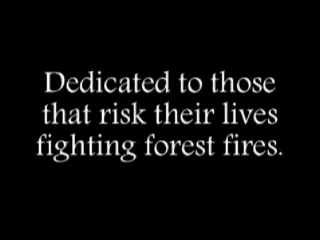 Dedicated to those
that risk their lives
fighting forest fires.